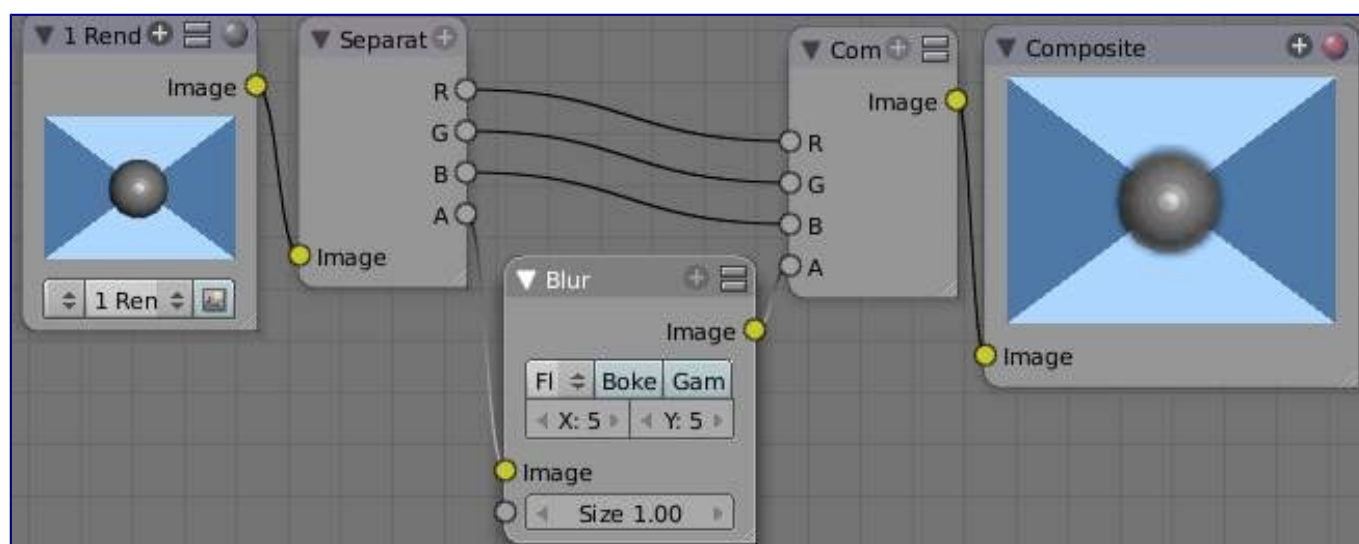 1 Rend
Image
1 Ren
Separat
R
G
B
A
Image
Blur
Image
Fl
Boke
Gam
X: 5
Y: 5
Image
Size 1.00
Com
Image
R
G
B
A
Composite
Image